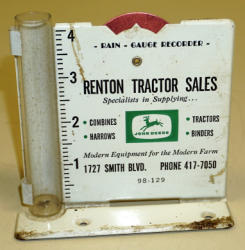 - RAIN - GAUGE RECORDER -
4
3
2
1
RENTON TRACTOR SALES
Specialists in Supplying...
• COMBINES
• HARROWS
JOHN DEERE
• TRACTORS
• BINDERS
Modern Equipment for the Modern Farm
1727 SMITH BLVD. PHONE 417-7050
98-129